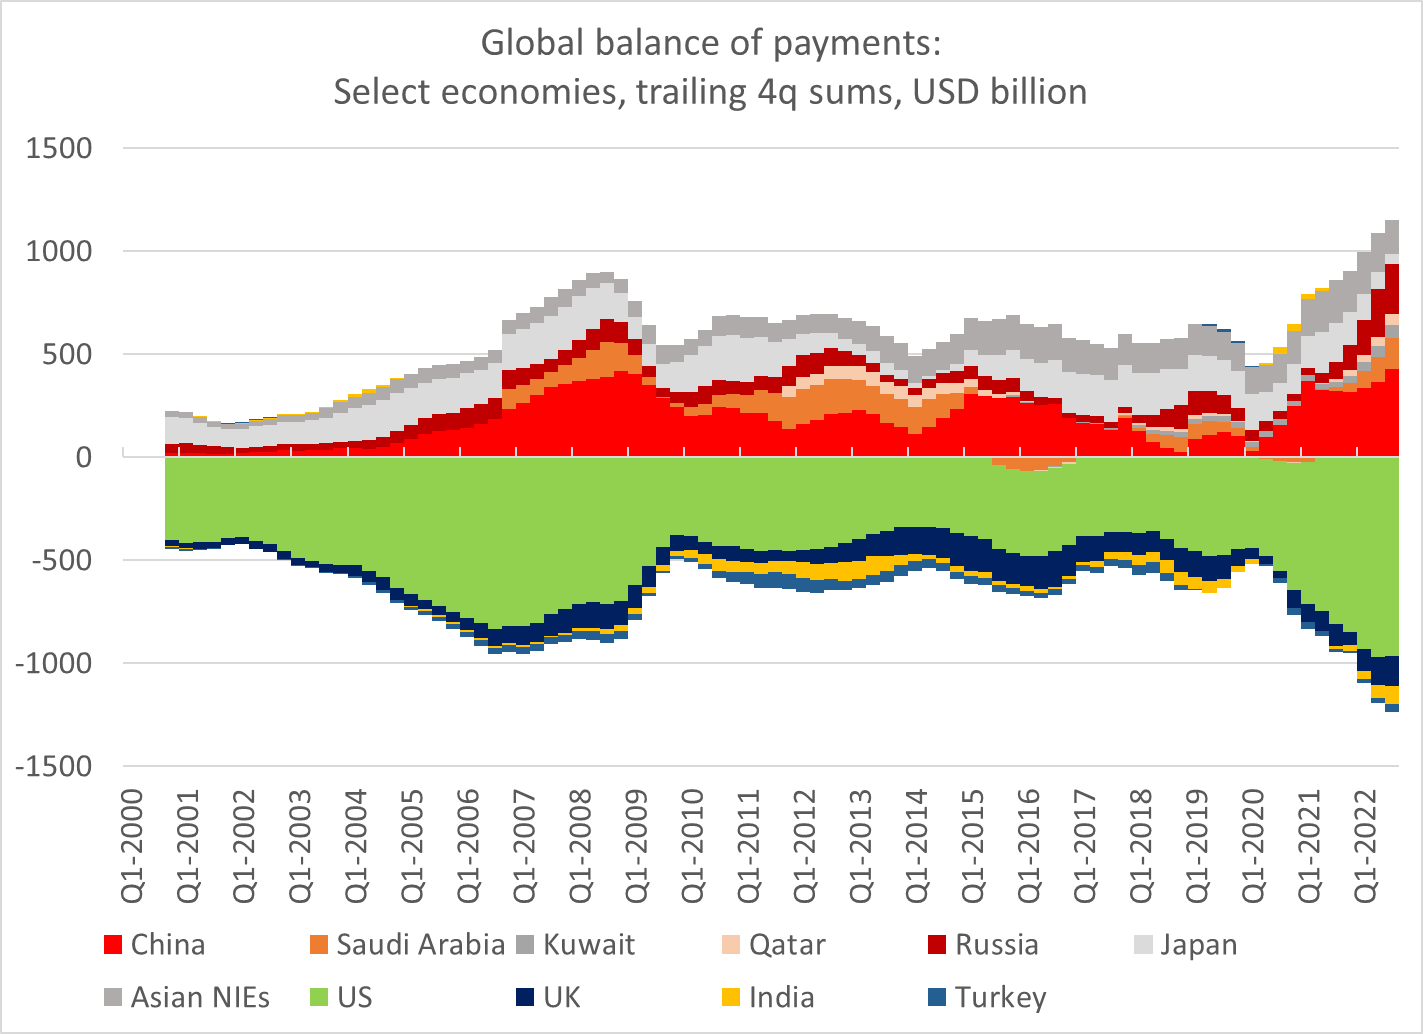 Global balance of payments:
Select economies, trailing 4q sums, USD billion
1500
1000
500
0
-500
-1000
-1500
Q1-2000
Q1-2001
Q1-2002
Q1-2003
Q1-2004
Q1-2005
Q1-2006
Q1-2007
Q1-2008
Q1-2009
Q1-2010
Q1-2011
Q1-2012
Q1-2013
Q1-2014
Q1-2015
Q1-2016
Q1-2017
Q1-2018
Q1-2019
Q1-2020
Q1-2021
Q1-2022
China Saudi Arabia Kuwait Qatar Russia Japan
Asian NIEs US UK India Turkey